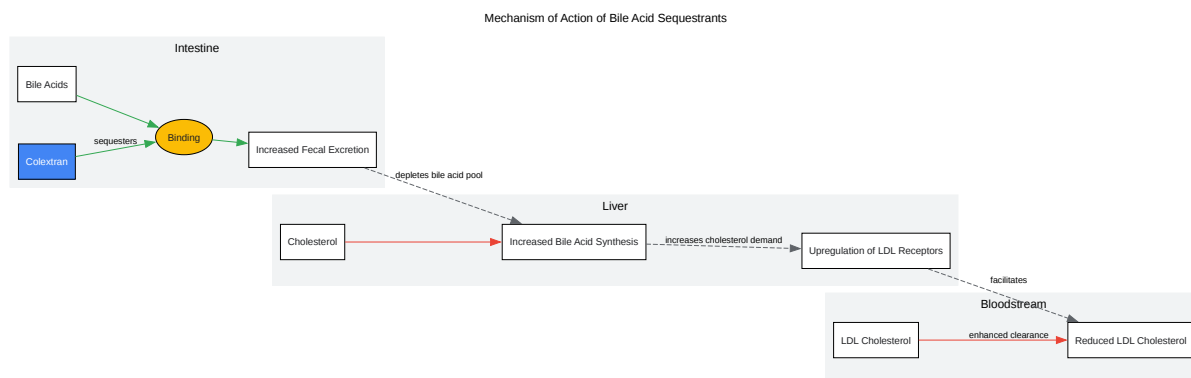 Mechanism of Action of Bile Acid Sequestrants
Intestine
Bile Acids
sequesters
Binding
Colextran
Increased Fecal Excretion
depletes bile acid pool
Liver
Cholesterol
Increased Bile Acid Synthesis
increases cholesterol demand
Upregulation of LDL Receptors
facilitates
Bloodstream
LDL Cholesterol
enhanced clearance
Reduced LDL Cholesterol